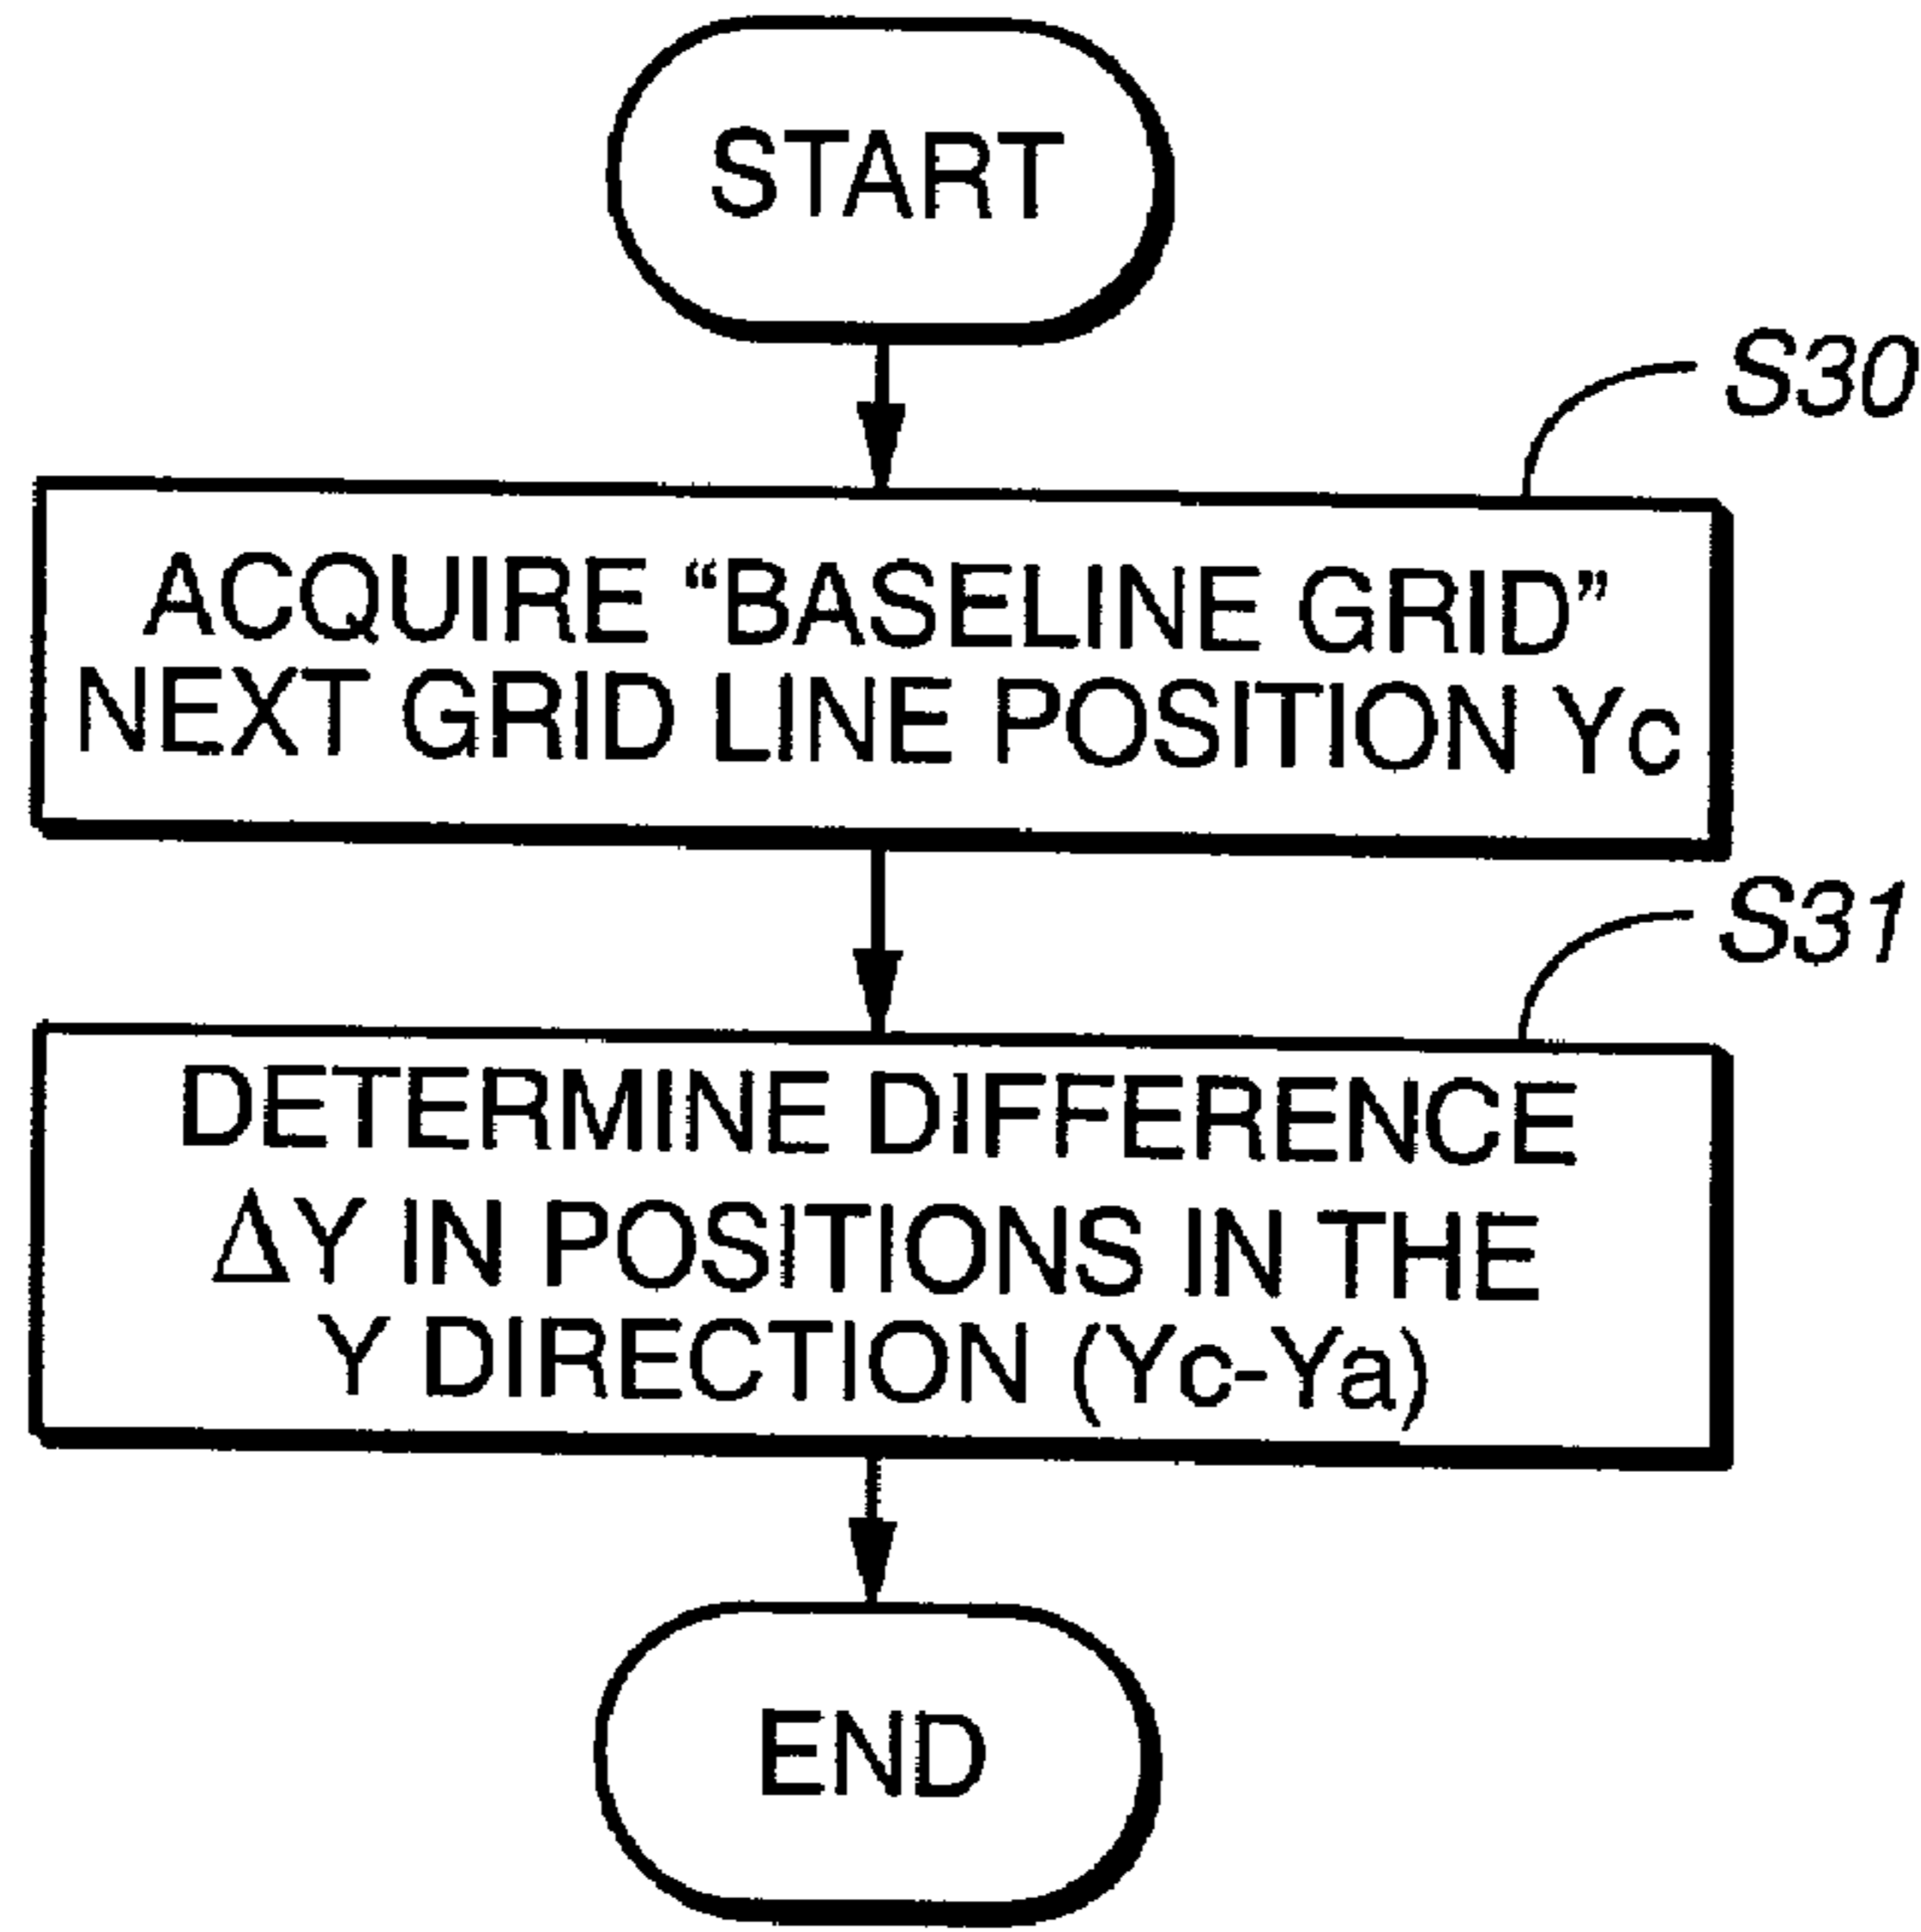 START
S30
ACQUIRE “BASELINE GRID”
NEXT GRID LINE POSITION Yc
S31
DETERMINE DIFFERENCE
ΔY IN POSITIONS IN THE
Y DIRECTION (Yc-Ya)
END